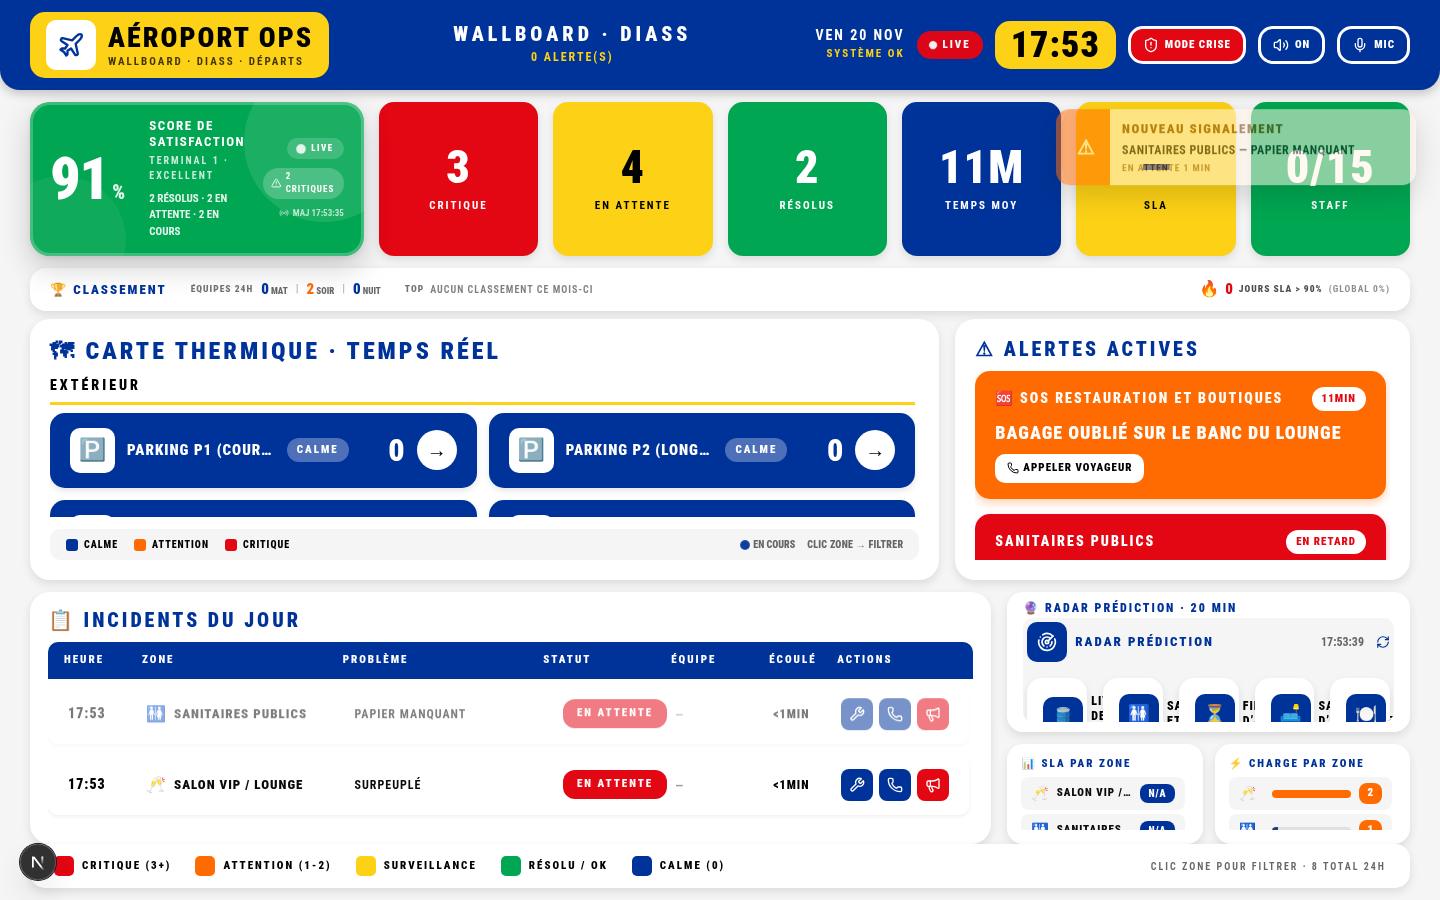 AÉROPORT OPS
WALLBOARD · DIASS · DÉPARTS
WALLBOARD · DIASS
0 ALERTE(S)
VEN 20 NOV
SYSTÈME OK
LIVE
17:53
MODE CRISE
ON
MIC
91%
SCORE DE
SATISFACTION
TERMINAL 1 ·
EXCELLENT
2 RÉSOLUS · 2 EN
ATTENTE · 2 EN
COURS
LIVE
2
CRITIQUES
MAJ 17:53:35
3
CRITIQUE
4
EN ATTENTE
2
RÉSOLUS
11M
TEMPS MOY
SLA
0/15
STAFF
NOUVEAU SIGNALEMENT
SANITAIRES PUBLICS — PAPIER MANQUANT
EN ATTENTE 1 MIN
🏆 CLASSEMENT
ÉQUIPES 24H 0 MAT | 2 SOIR | 0 NUIT
TOP AUCUN CLASSEMENT CE MOIS-CI
🔥 0 JOURS SLA > 90% (GLOBAL 0%)
🗺 CARTE THERMIQUE · TEMPS RÉEL
EXTÉRIEUR
🅿️ PARKING P1 (COUR... CALME 0 →
🅿️ PARKING P2 (LONG... CALME 0 →
CALME ATTENTION CRITIQUE
EN COURS CLIC ZONE → FILTRER
⚠ ALERTES ACTIVES
🆘 SOS RESTAURATION ET BOUTIQUES 11MIN
BAGAGE OUBLIÉ SUR LE BANC DU LOUNGE
APPELER VOYAGEUR
SANITAIRES PUBLICS EN RETARD
📋 INCIDENTS DU JOUR
HEURE ZONE PROBLÈME STATUT ÉQUIPE ÉCOULÉ ACTIONS
17:53 🚻 SANITAIRES PUBLICS PAPIER MANQUANT EN ATTENTE – <1MIN
17:53 🥂 SALON VIP / LOUNGE SURPEUPLÉ EN ATTENTE – <1MIN
🔮 RADAR PRÉDICTION · 20 MIN
RADAR PRÉDICTION 17:53:39
📊 SLA PAR ZONE
🥂 SALON VIP /... N/A
🚻 SANITAIRES N/A
⚡ CHARGE PAR ZONE
🥂 2
🚻 1
N
CRITIQUE (3+) ATTENTION (1-2) SURVEILLANCE RÉSOLU / OK CALME (0)
CLIC ZONE POUR FILTRER · 8 TOTAL 24H